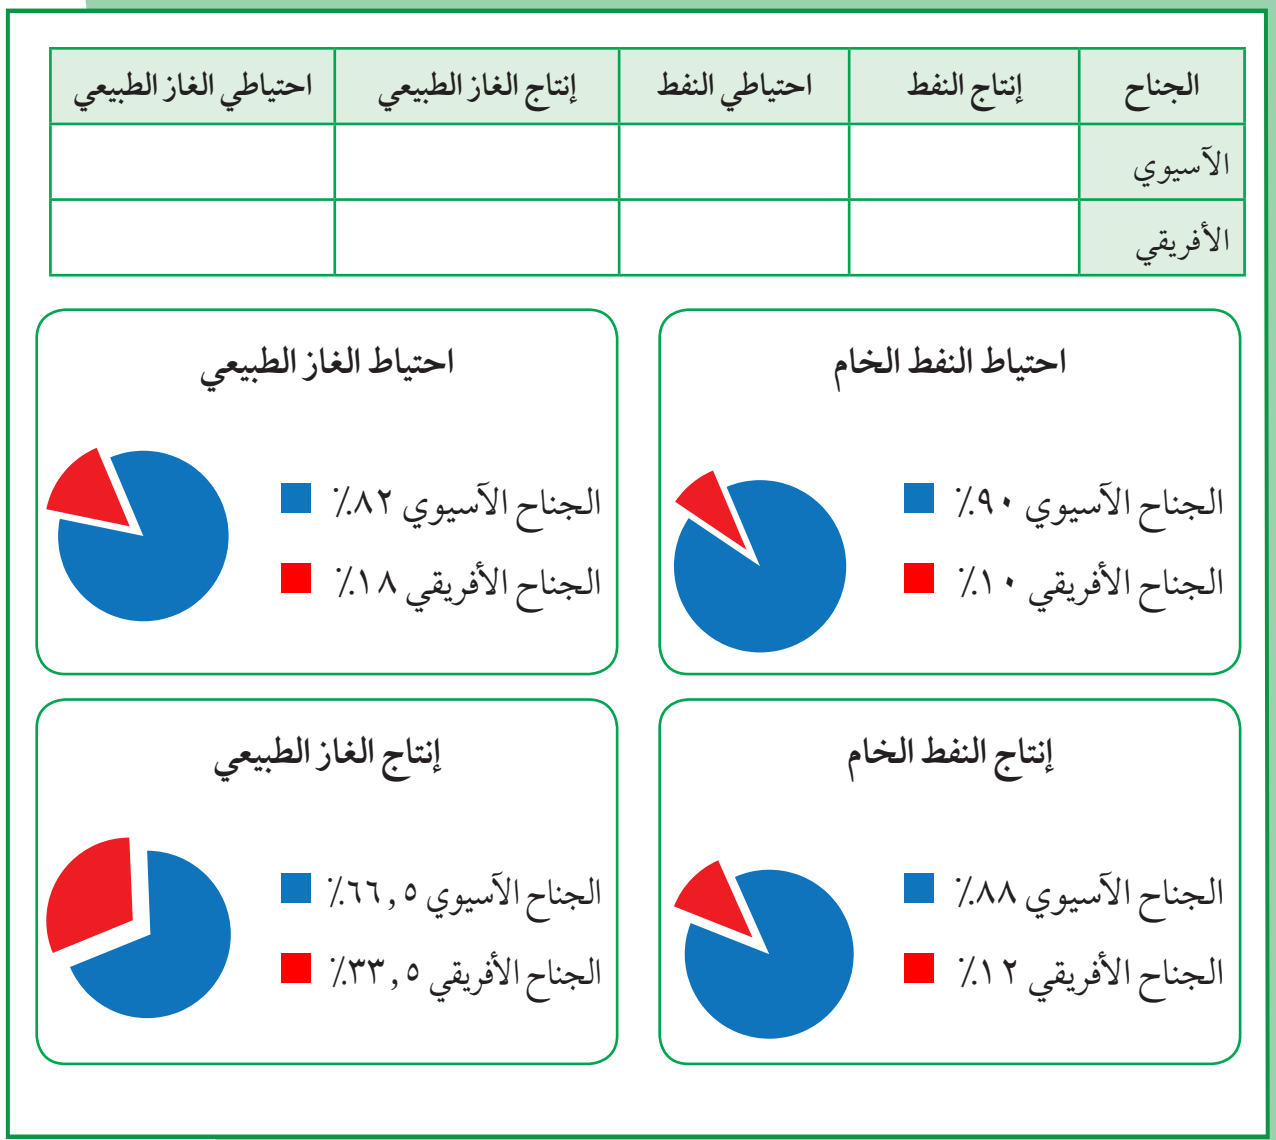 الجناح إنتاج النفط احتياطي النفط إنتاج الغاز الطبيعي احتياطي الغاز الطبيعي
الآسيوي
الأفريقي
احتياط النفط الخام
الجناح الآسيوي ٩٠٪
الجناح الأفريقي ١٠٪
احتياط الغاز الطبيعي
الجناح الآسيوي ٨٢٪
الجناح الأفريقي ١٨٪
إنتاج النفط الخام
الجناح الآسيوي ٨٨٪
الجناح الأفريقي ١٢٪
إنتاج الغاز الطبيعي
الجناح الآسيوي ٦٦,٥٪
الجناح الأفريقي ٣٣,٥٪